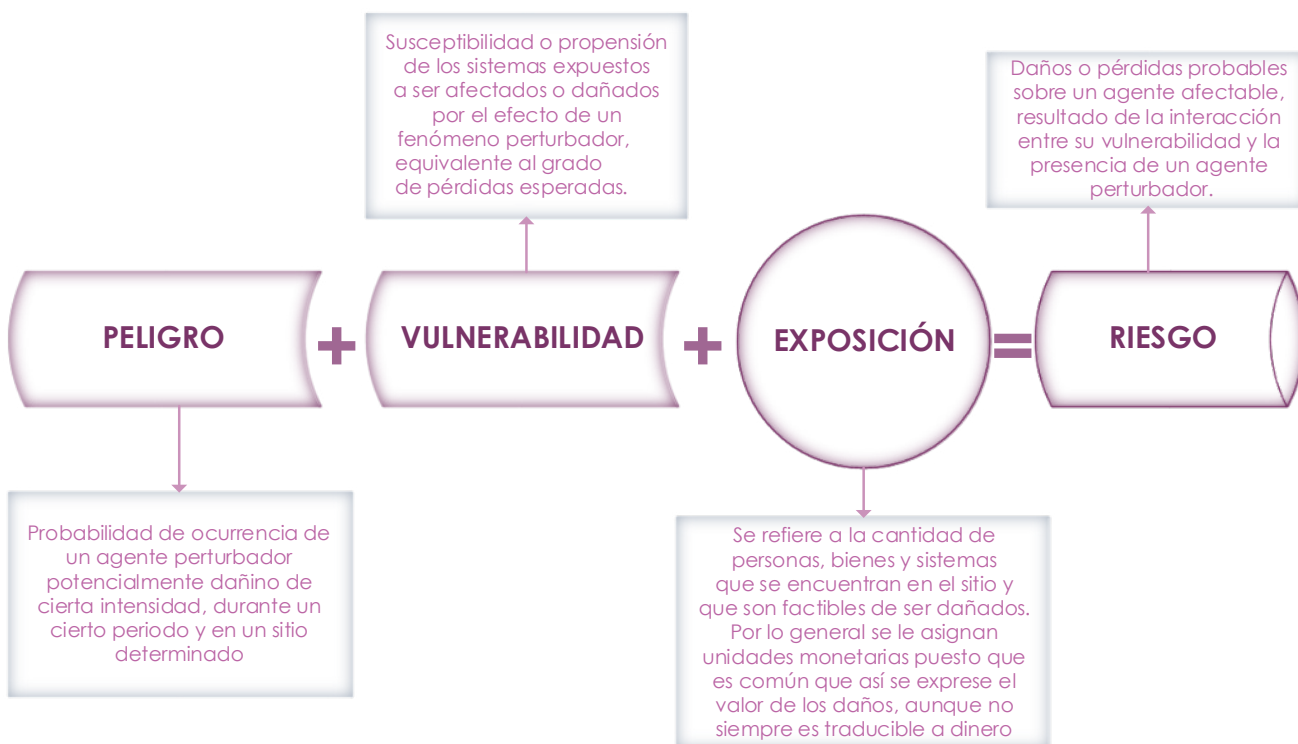 Susceptibilidad o propensión
de los sistemas expuestos
a ser afectados o dañados
por el efecto de un
fenómeno perturbador,
equivalente al grado
de pérdidas esperadas.
Daños o pérdidas probables
sobre un agente afectable,
resultado de la interacción
entre su vulnerabilidad y la
presencia de un agente
perturbador.
PELIGRO + VULNERABILIDAD + EXPOSICIÓN = RIESGO
Probabilidad de ocurrencia de
un agente perturbador
potencialmente dañino de
cierta intensidad, durante un
cierto periodo y en un sitio
determinado
Se refiere a la cantidad de
personas, bienes y sistemas
que se encuentran en el sitio y
que son factibles de ser dañados.
Por lo general se le asignan
unidades monetarias puesto que
es común que así se exprese el
valor de los daños, aunque no
siempre es traducible a dinero